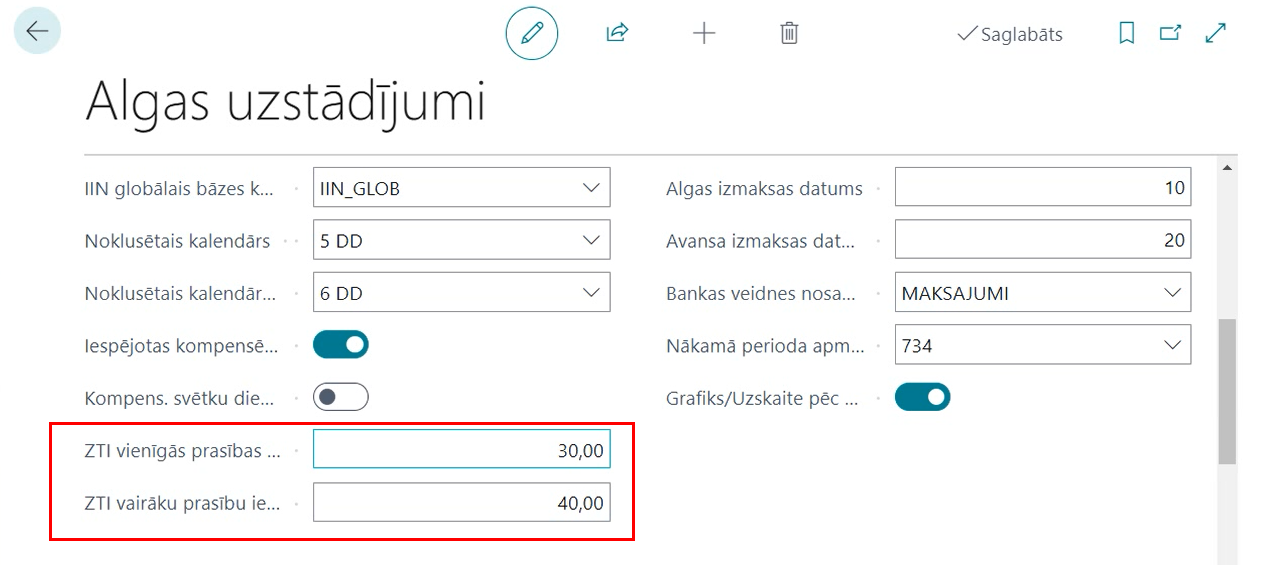 Saglabāts
Algas uzstādījumi
IIN globālais bāzes k...
IIN_GLOB
Noklusētais kalendārs
5 DD
Noklusētais kalendār...
6 DD
Iespējotas kompensē...
Kompens. svētku die...
ZTI vienīgās prasības ...
30,00
ZTI vairāku prasību ie...
40,00
Algas izmaksas datums
10
Avansa izmaksas dat...
20
Bankas veidnes nosa...
MAKSAJUMI
Nākamā perioda apm...
734
Grafiks/Uzskaite pēc ...